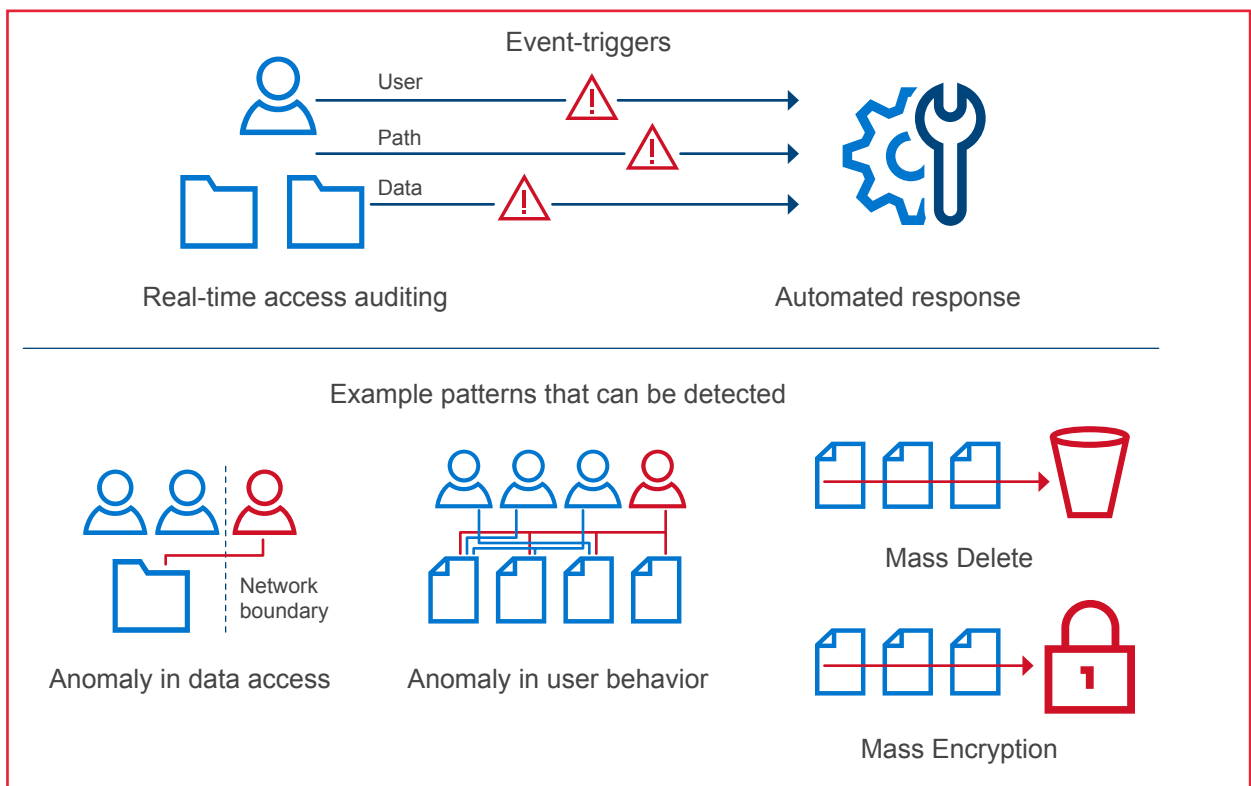 Event-triggers
User
Path
Data
Real-time access auditing
Automated response
Example patterns that can be detected
Network
boundary
Anomaly in data access
Anomaly in user behavior
Mass Delete
1
Mass Encryption